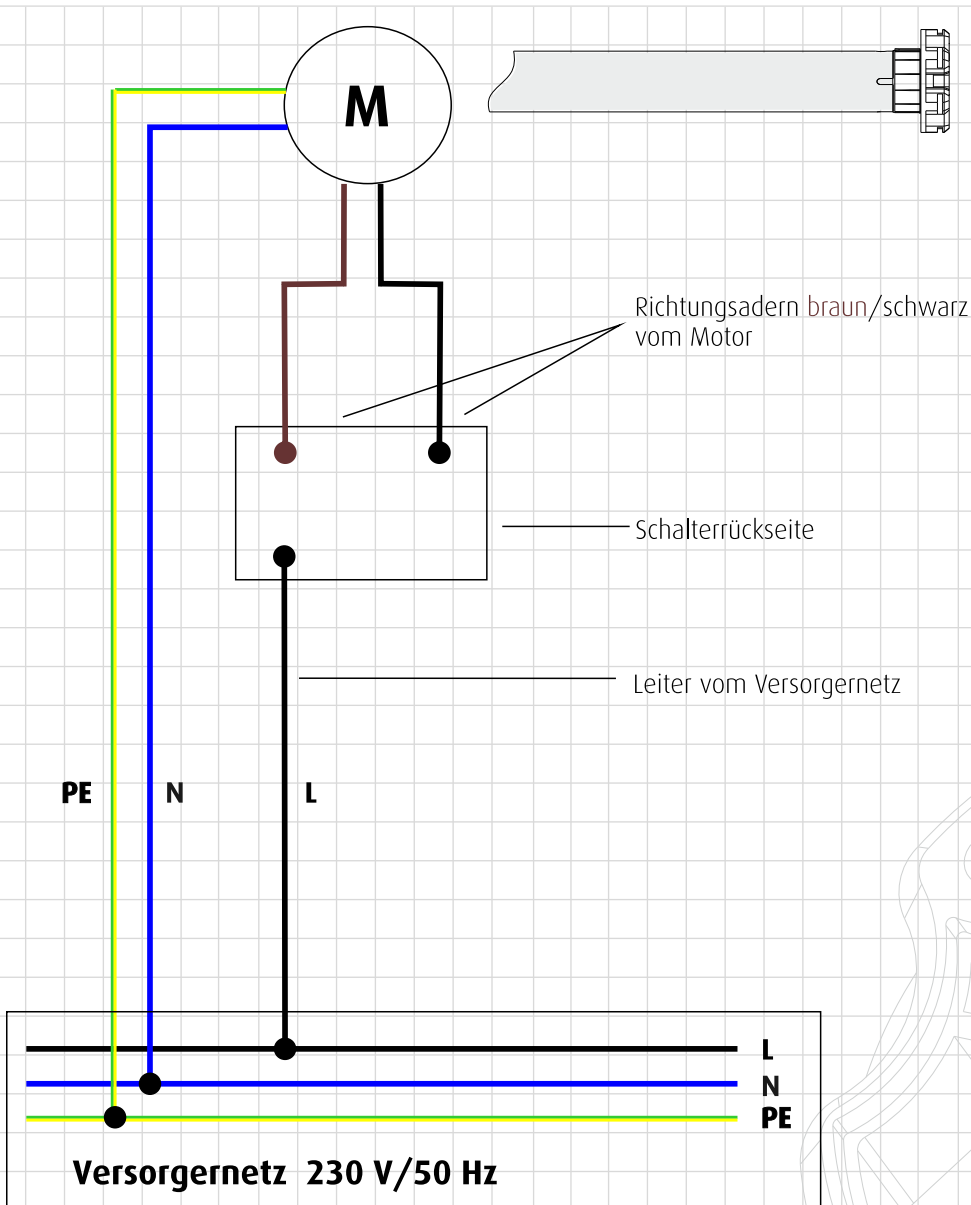 M
Richtungsadern braun/schwarz
vom Motor
Schalterrückseite
Leiter vom Versorgernetz
PE N L
L
N
PE
Versorgernetz 230 V/50 Hz